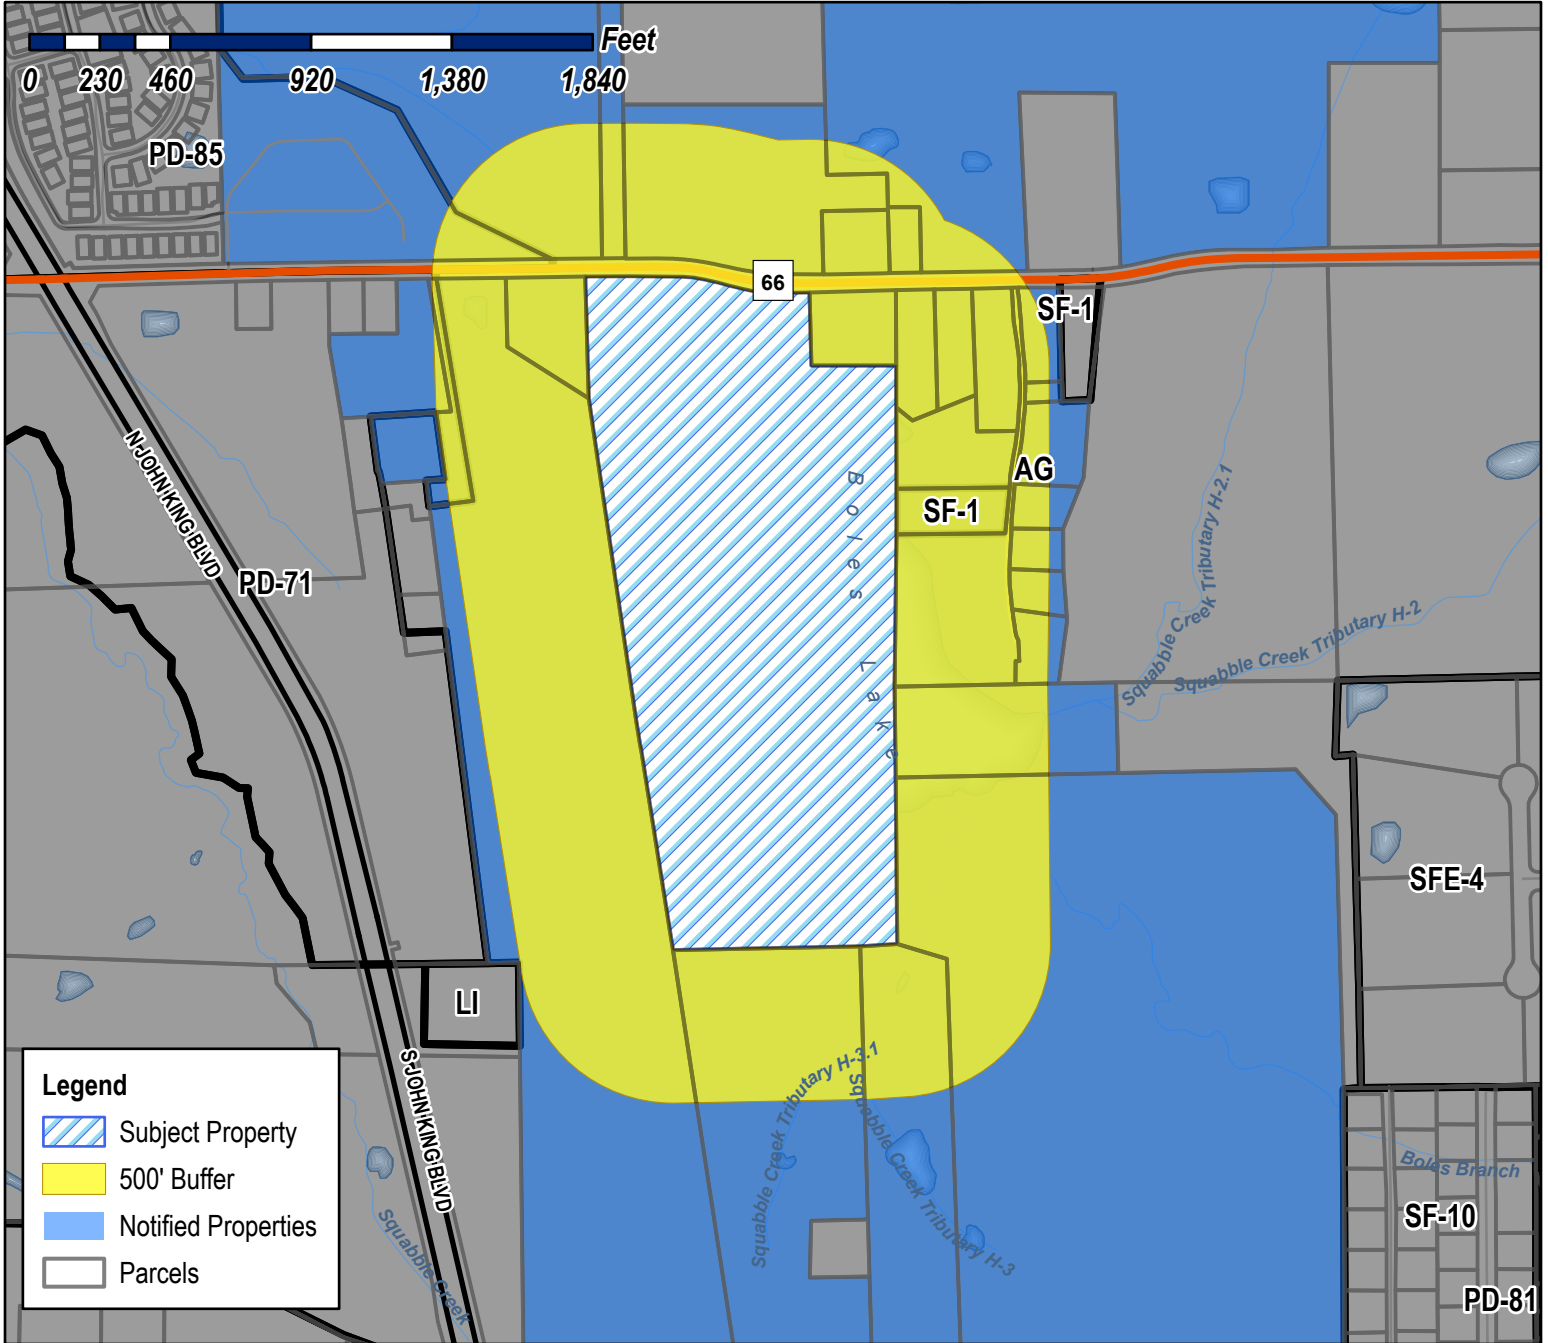 Feet
0 230 460 920 1,380 1,840
PD-85
66
SF-1
N JOHN KING BLVD
AG
SF-1
Boles Lake
PD-71
Squabble Creek Tributary H-2.1
Squabble Creek Tributary H-2
SFE-4
LI
S JOHN KING BLVD
Squabble Creek Tributary H-3.1
Squabble Creek Tributary H-3
Boles Branch
SF-10
PD-81
Squabble Creek
Legend
Subject Property
500' Buffer
Notified Properties
Parcels